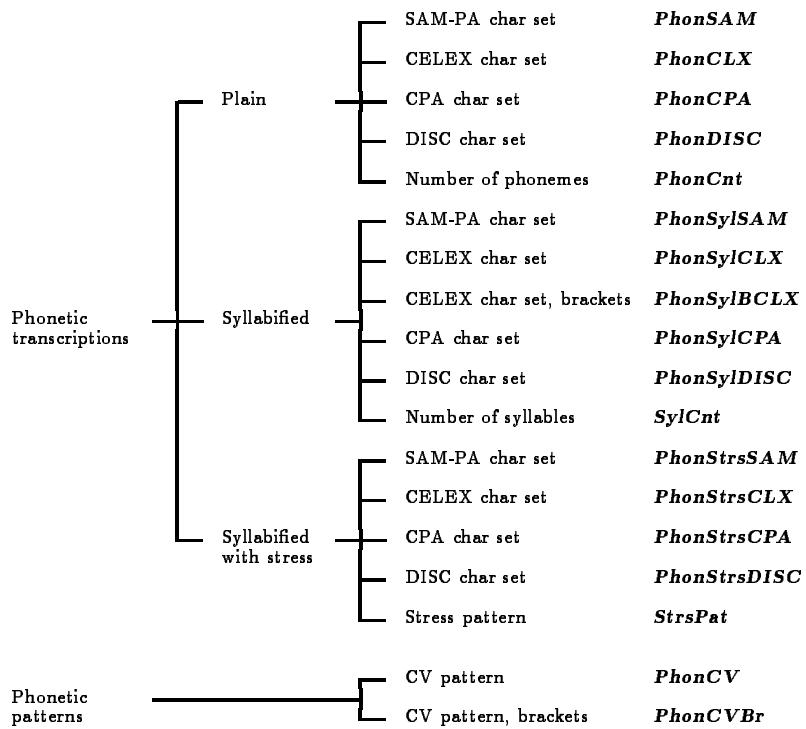 SAM-PA char set PhonSAM
CELEX char set PhonCLX
Plain CPA char set PhonCPA
DISC char set PhonDISC
Number of phonemes PhonCnt
SAM-PA char set PhonSylSAM
CELEX char set PhonSylCLX
CELEX char set, brackets PhonSylBCLX
Phonetic
transcriptions
Syllabified CPA char set PhonSylCPA
DISC char set PhonSylDISC
Number of syllables SylCnt
SAM-PA char set PhonStrsSAM
CELEX char set PhonStrsCLX
Syllabified
with stress
CPA char set PhonStrsCPA
DISC char set PhonStrsDISC
Stress pattern StrsPat
Phonetic
patterns
CV pattern PhonCV
CV pattern, brackets PhonCVBr